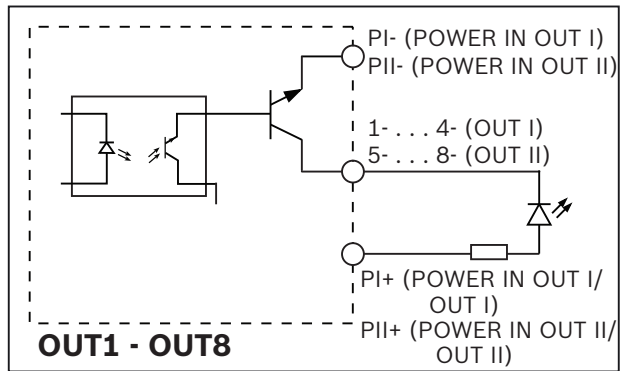 PI- (POWER IN OUT I)
PII- (POWER IN OUT II)
1- . . . 4- (OUT I)
5- . . . 8- (OUT II)
PI+ (POWER IN OUT I/
OUT I)
PII+ (POWER IN OUT II/
OUT II)
OUT1 - OUT8